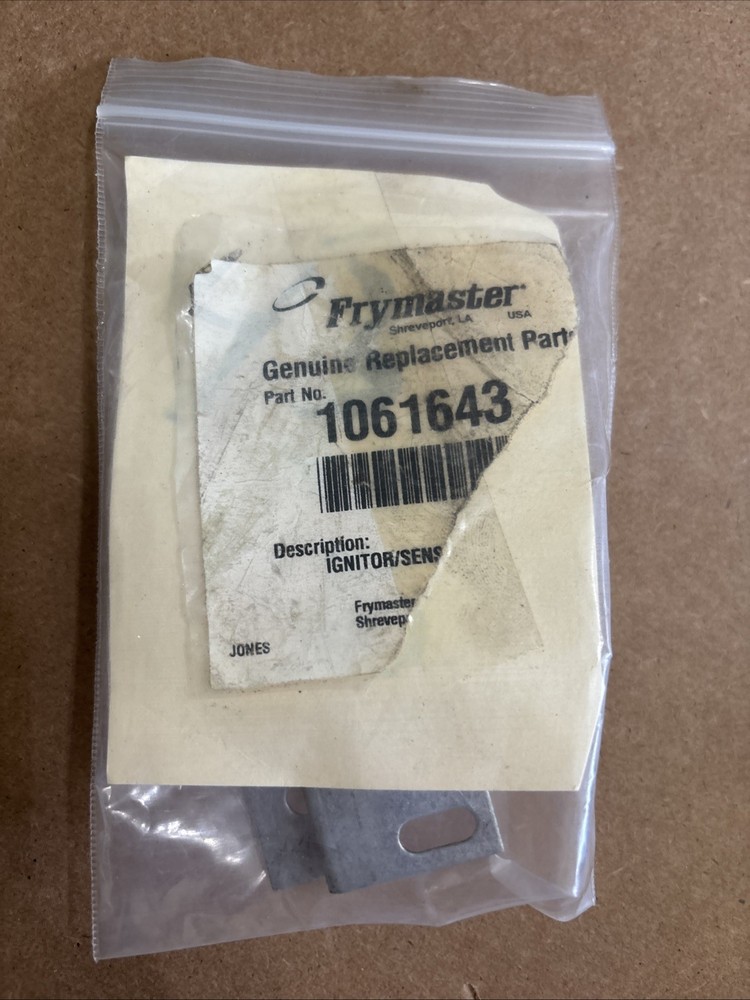 Frymaster
Shreveport, LA USA
Genuine Replacement Parts
Part No.
1061643
Description:
IGNITOR/SENS
Frymaster
Shrevep
JONES